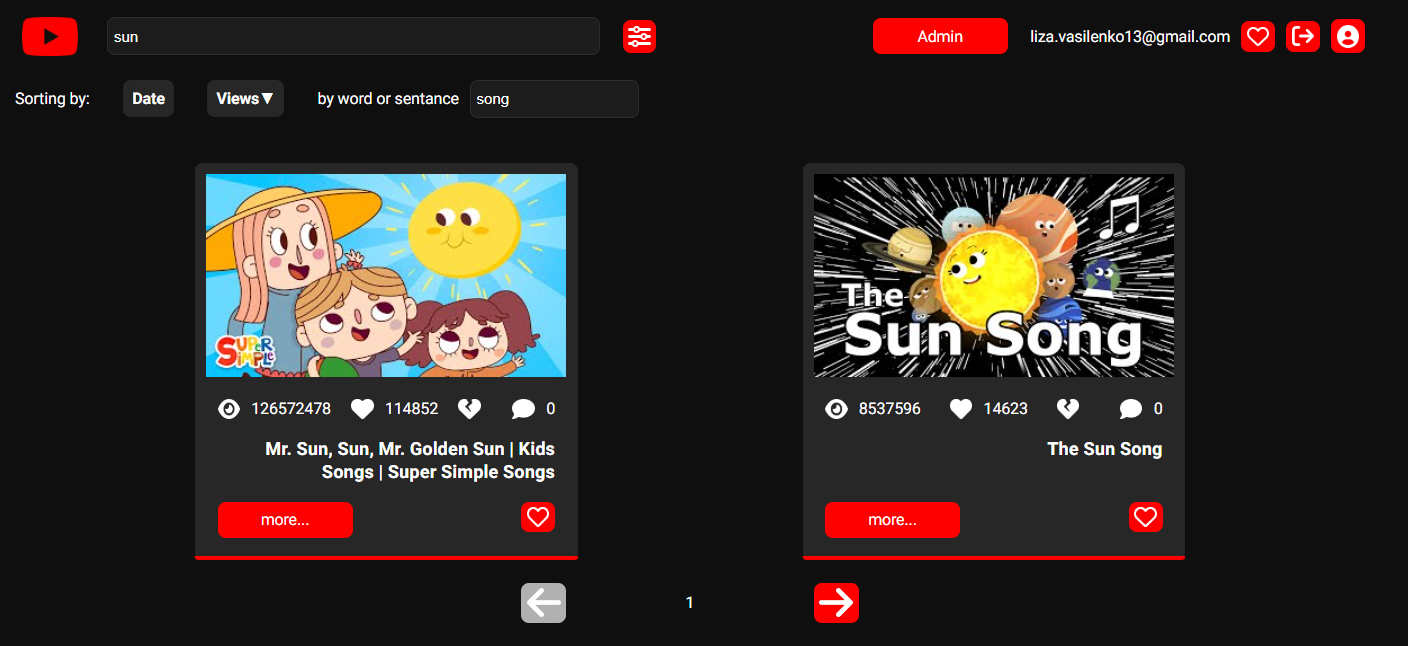 sun
Admin
liza.vasilenko13@gmail.com
Sorting by:
Date
Views▼
by word or sentance
song
SUPER
SIMPLE
126572478
114852
0
Mr. Sun, Sun, Mr. Golden Sun | Kids
Songs | Super Simple Songs
more...
The
Sun Song
8537596
14623
0
The Sun Song
more...
1